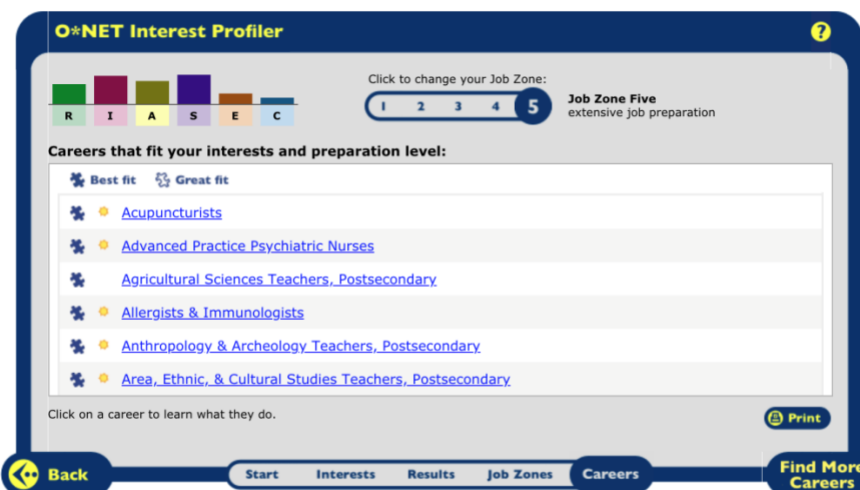 O*NET Interest Profiler
?
Click to change your Job Zone:
1 2 3 4 5
Job Zone Five
extensive job preparation
R I A S E C
Careers that fit your interests and preparation level:
Best fit Great fit
Acupuncturists
Advanced Practice Psychiatric Nurses
Agricultural Sciences Teachers, Postsecondary
Allergists & Immunologists
Anthropology & Archeology Teachers, Postsecondary
Area, Ethnic, & Cultural Studies Teachers, Postsecondary
Click on a career to learn what they do.
Print
Back
Start Interests Results Job Zones Careers
Find More
Careers